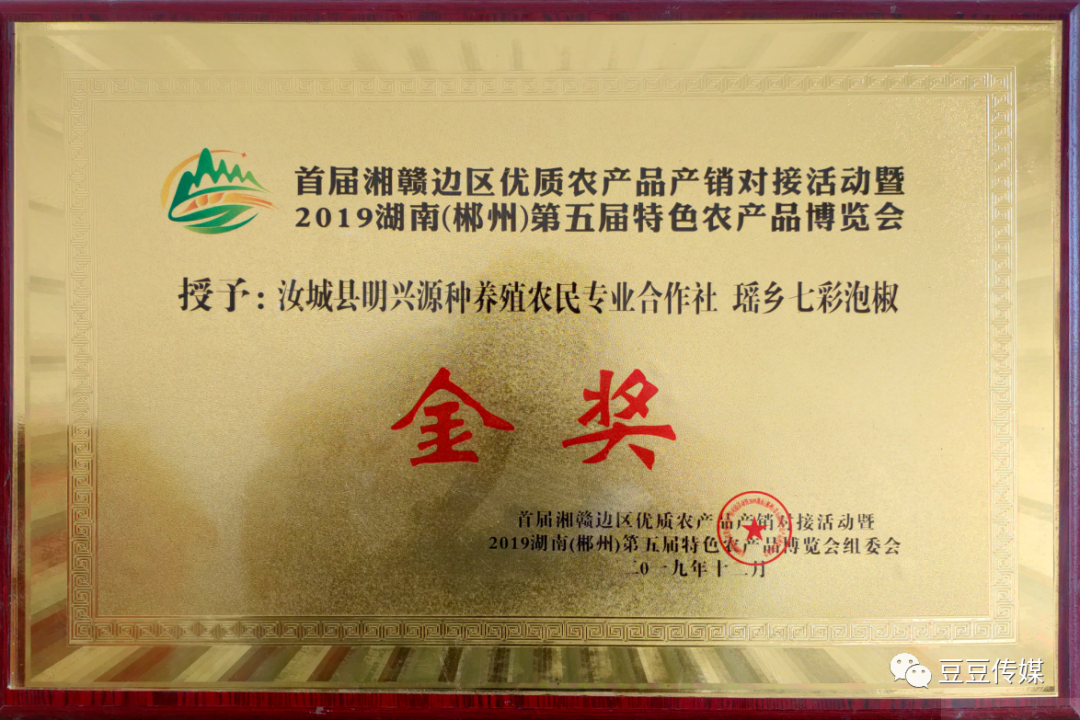 首届湘赣边区优质农产品产销对接活动暨
2019湖南(郴州)第五届特色农产品博览会
授予:汝城县明兴源种养殖农民专业合作社 瑶乡七彩泡椒
金奖
首届湘赣边区优质农产品产销对接活动暨
2019湖南(郴州)第五届特色农产品博览会组委会
二0一九年十二月
豆豆传媒